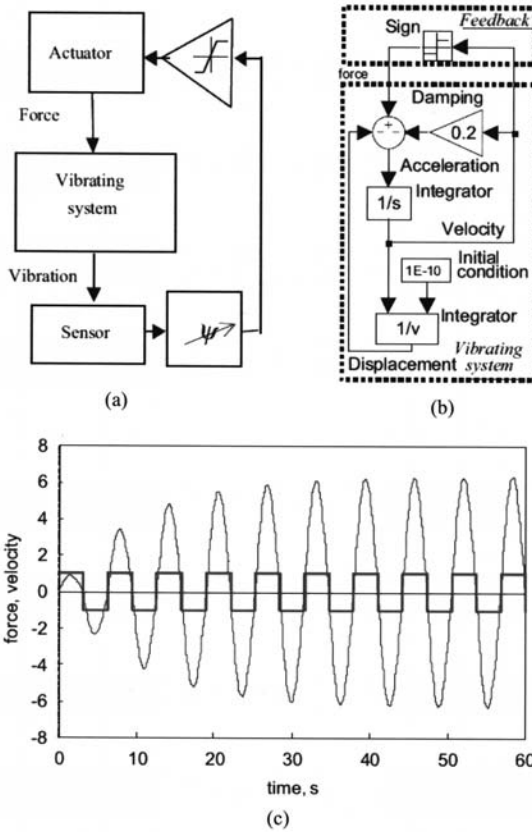 Actuator
Force
Vibrating
system
Vibration
Sensor
ψ
(a)
Feedback
Sign
force
Damping
+
- -
0.2
Acceleration
Integrator
1/s
Velocity
1E-10
Initial
condition
1/v
Integrator
Displacement
Vibrating
system
(b)
force, velocity
8
6
4
2
0
-2
-4
-6
-8
0 10 20 30 40 50 60
time, s
(c)